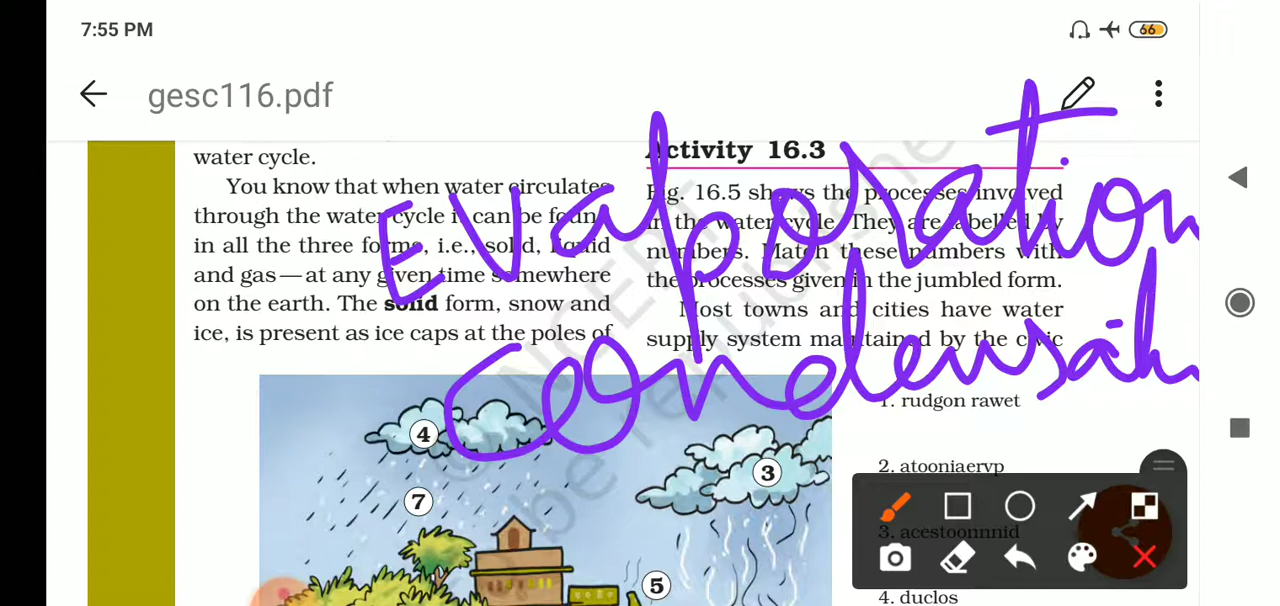 7:55 PM
66
gesc116.pdf
water cycle.
You know that when water circulates
through the water cycle it can be found
in all the three forms, i.e., solid, liquid
and gas—at any given time somewhere
on the earth. The solid form, snow and
ice, is present as ice caps at the poles of
Activity 16.3
Fig. 16.5 shows the processes involved
in the water cycle. They are labelled by
numbers. Match these numbers with
the processes given in the jumbled form.
Most towns and cities have water
supply system maintained by the civic
Evaporation
4
7
3
5
1. rudgon rawet
2. atooniaervp
3. acestoonnnid
4. duclos